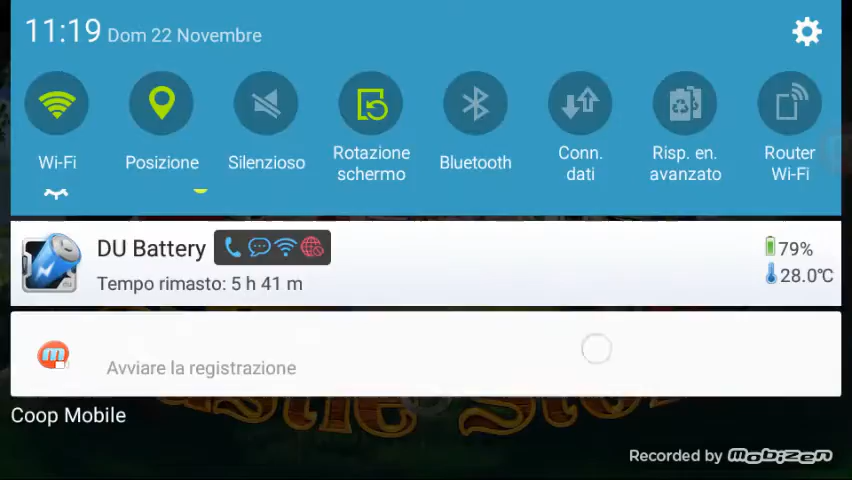 11:19 Dom 22 Novembre
Wi-Fi
Posizione
Silenzioso
Rotazione
schermo
Bluetooth
Conn.
dati
Risp. en.
avanzato
Router
Wi-Fi
DU Battery
79%
Tempo rimasto: 5 h 41 m
28.0°C
m
Avviare la registrazione
Coop Mobile
Recorded by mobizen